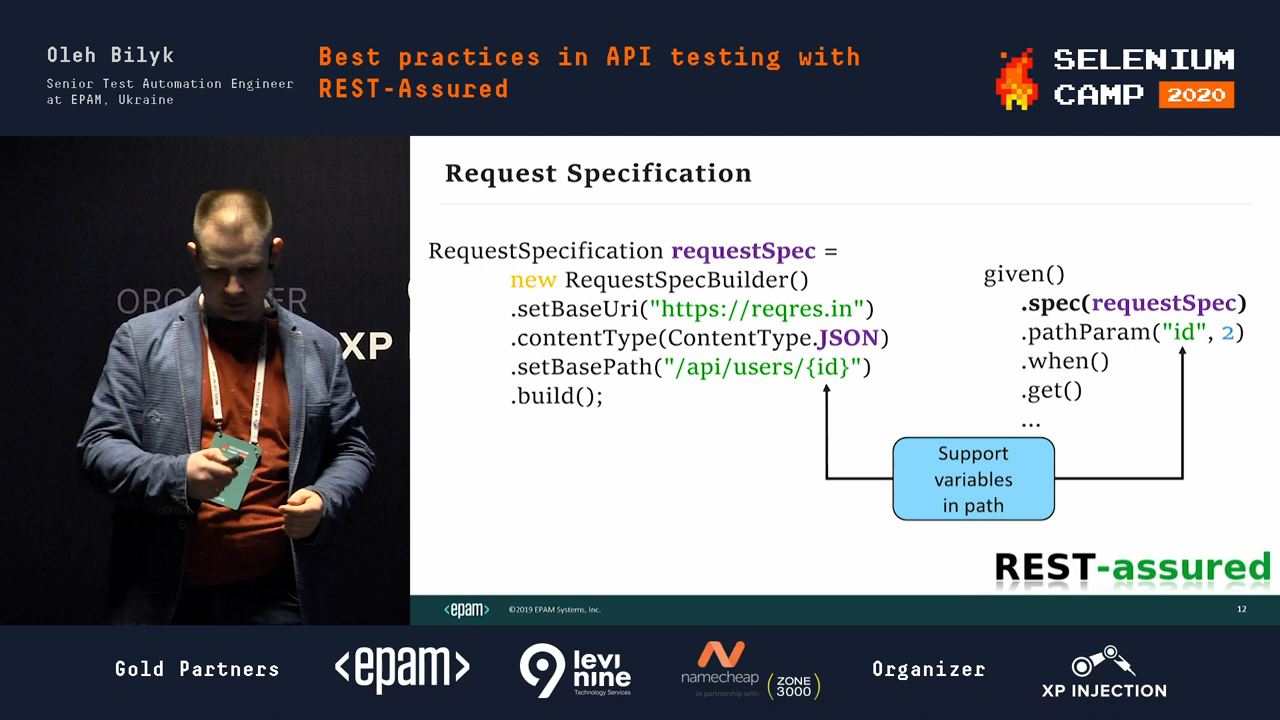 Oleh Bilyk
Senior Test Automation Engineer
at EPAM, Ukraine
Best practices in API testing with
REST-Assured
SELENIUM
CAMP 2020
XP
Request Specification
RequestSpecification requestSpec =
new RequestSpecBuilder()
.setBaseUri("https://reqres.in")
.contentType(ContentType.JSON)
.setBasePath("/api/users/{id}")
.build();
given()
.spec(requestSpec)
.pathParam("id", 2)
.when()
.get()
...
Support
variables
in path
REST-assured
<epam>
©2019 EPAM Systems, Inc.
12
Gold Partners
<epam>
9 levi
nine
Technology Services
namecheap
in partnership with
ZONE
3000
Organizer
XP INJECTION